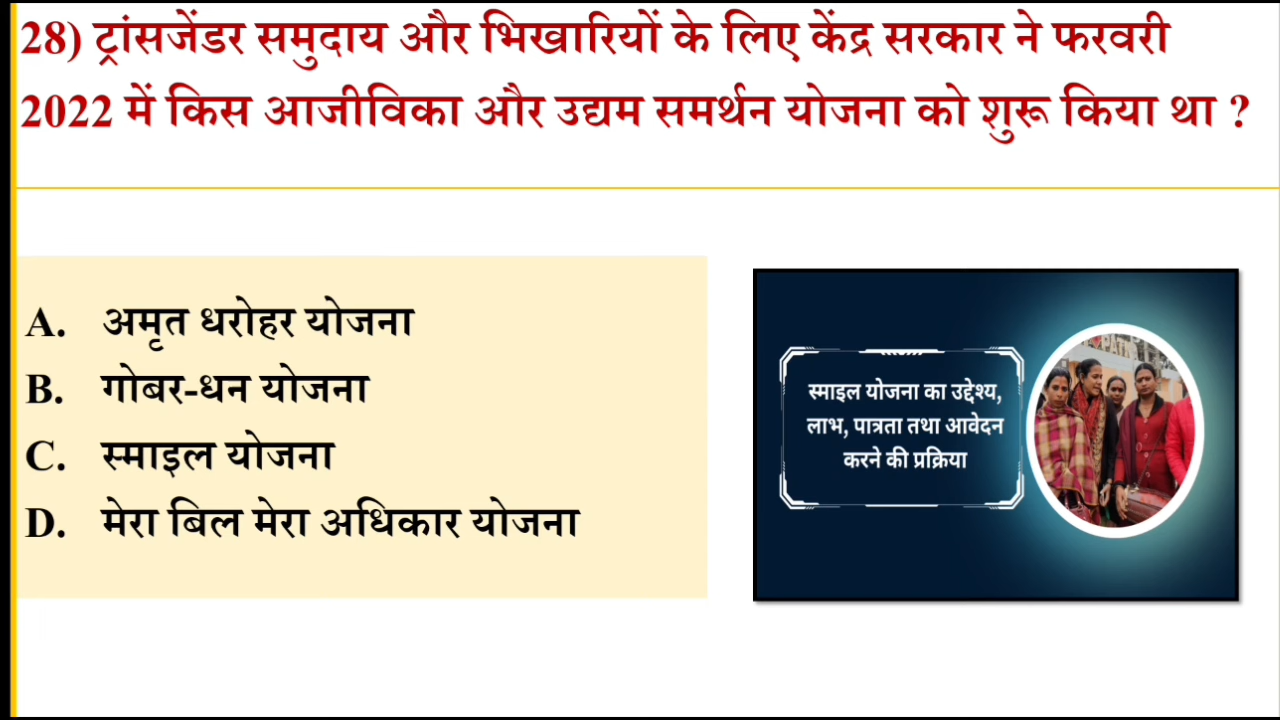 28) ट्रांसजेंडर समुदाय और भिखारियों के लिए केंद्र सरकार ने फरवरी
2022 में किस आजीविका और उद्यम समर्थन योजना को शुरू किया था ?
A. अमृत धरोहर योजना
B. गोबर-धन योजना
C. स्माइल योजना
D. मेरा बिल मेरा अधिकार योजना
स्माइल योजना का उद्देश्य,
लाभ, पात्रता तथा आवेदन
करने की प्रक्रिया